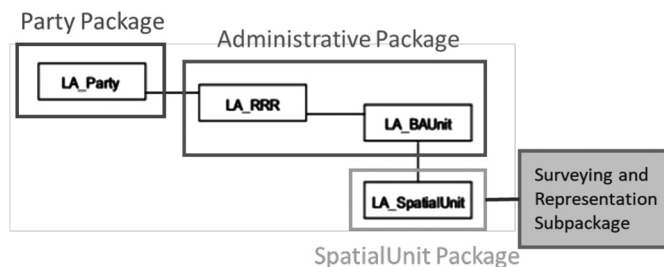 Party Package
Administrative Package
LA_Party
LA_RRR
LA_BAUnit
LA_SpatialUnit
Surveying and
Representation
Subpackage
SpatialUnit Package